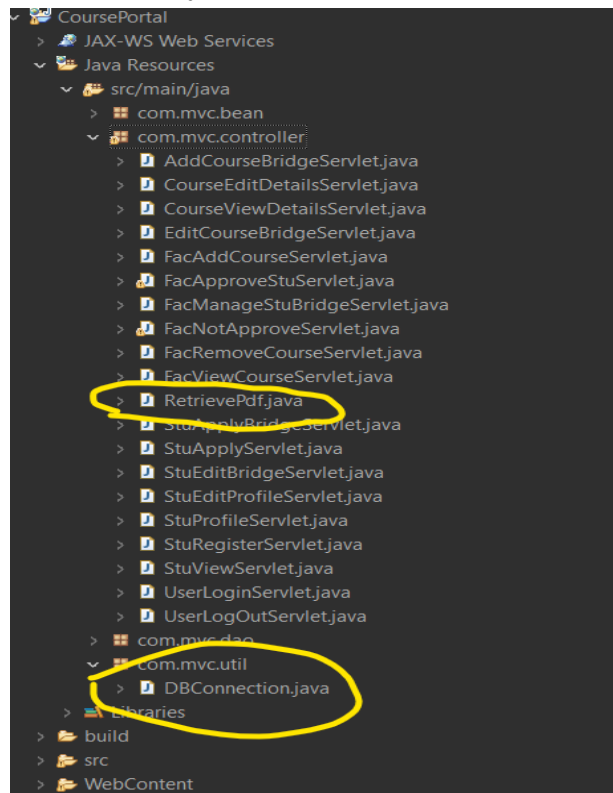 CoursePortal
JAX-WS Web Services
Java Resources
src/main/java
com.mvc.bean
com.mvc.controller
AddCourseBridgeServlet.java
CourseEditDetailsServlet.java
CourseViewDetailsServlet.java
EditCourseBridgeServlet.java
FacAddCourseServlet.java
FacApproveStuServlet.java
FacManageStuBridgeServlet.java
FacNotApproveServlet.java
FacRemoveCourseServlet.java
FacViewCourseServlet.java
RetrievePdf.java
StuApplyBridgeServlet.java
StuApplyServlet.java
StuEditBridgeServlet.java
StuEditProfileServlet.java
StuProfileServlet.java
StuRegisterServlet.java
StuViewServlet.java
UserLoginServlet.java
UserLogOutServlet.java
com.mvc.dao
com.mvc.util
DBConnection.java
Libraries
build
src
WebContent